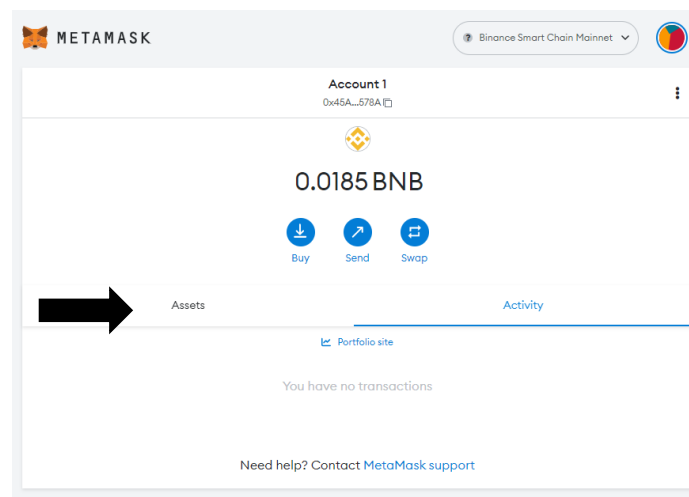 METAMASK
? Binance Smart Chain Mainnet
Account 1
0x45A...578A
0.0185 BNB
Buy Send Swap
Assets Activity
Portfolio site
You have no transactions
Need help? Contact MetaMask support